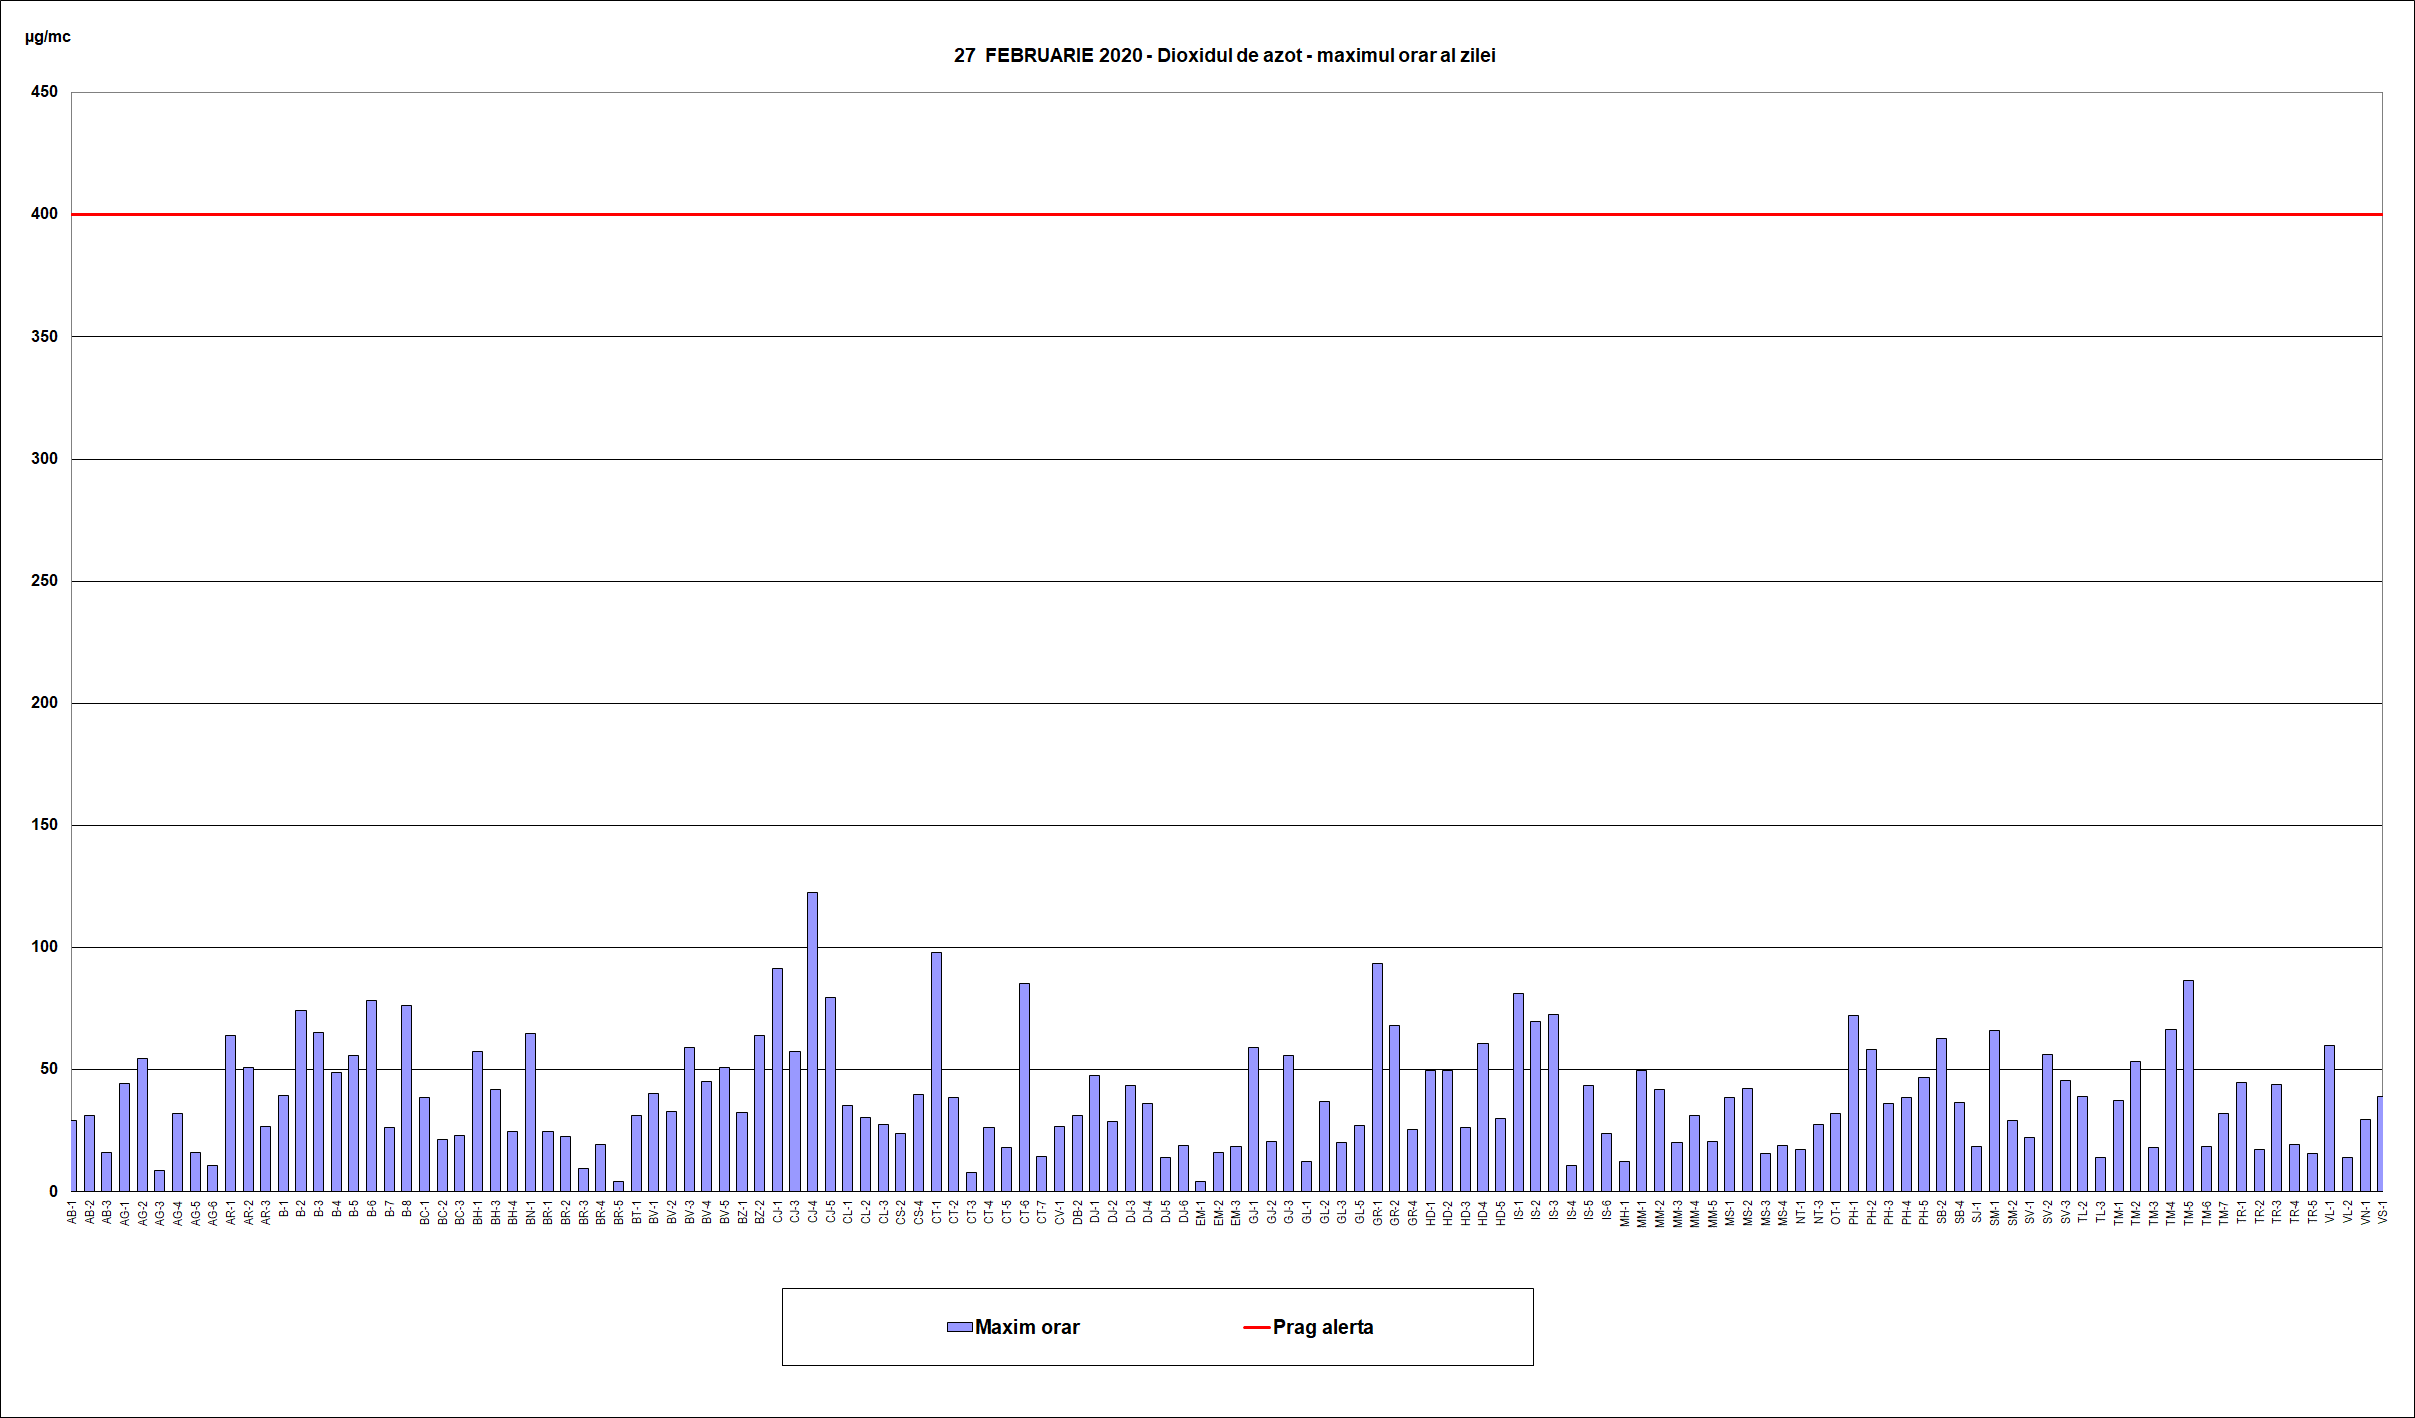 µg/mc
27  FEBRUARIE 2020 - Dioxidul de azot - maximul orar al zilei
450
400
350
300
250
200
150
100
50
0
AB-1 AB-2 AB-3 AG-1 AG-2 AG-3 AG-4 AG-5 AG-6 AR-1 AR-2 AR-3 B-1 B-2 B-3 B-4 B-5 B-6 B-7 B-8 BC-1 BC-2 BC-3 BH-1 BH-3 BH-4 BN-1 BR-1 BR-2 BR-3 BR-4 BR-5 BT-1 BV-1 BV-2 BV-3 BV-4 BV-5 BZ-1 BZ-2 CJ-1 CJ-3 CJ-4 CJ-5 CL-1 CL-2 CL-3 CS-2 CS-4 CT-1 CT-2 CT-3 CT-4 CT-5 CT-6 CT-7 CV-1 DB-2 DJ-1 DJ-2 DJ-3 DJ-4 DJ-5 DJ-6 EM-1 EM-2 EM-3 GJ-1 GJ-2 GJ-3 GL-1 GL-2 GL-3 GL-5 GR-1 GR-2 GR-4 HD-1 HD-2 HD-3 HD-4 HD-5 IS-1 IS-2 IS-3 IS-4 IS-5 IS-6 MH-1 MM-1 MM-2 MM-3 MM-4 MM-5 MS-1 MS-2 MS-3 MS-4 NT-1 NT-3 OT-1 PH-1 PH-2 PH-3 PH-4 PH-5 SB-2 SB-4 SJ-1 SM-1 SM-2 SV-1 SV-2 SV-3 TL-2 TL-3 TM-1 TM-2 TM-3 TM-4 TM-5 TM-6 TM-7 TR-1 TR-2 TR-3 TR-4 TR-5 VL-1 VL-2 VN-1 VS-1
Maxim orar
Prag alerta